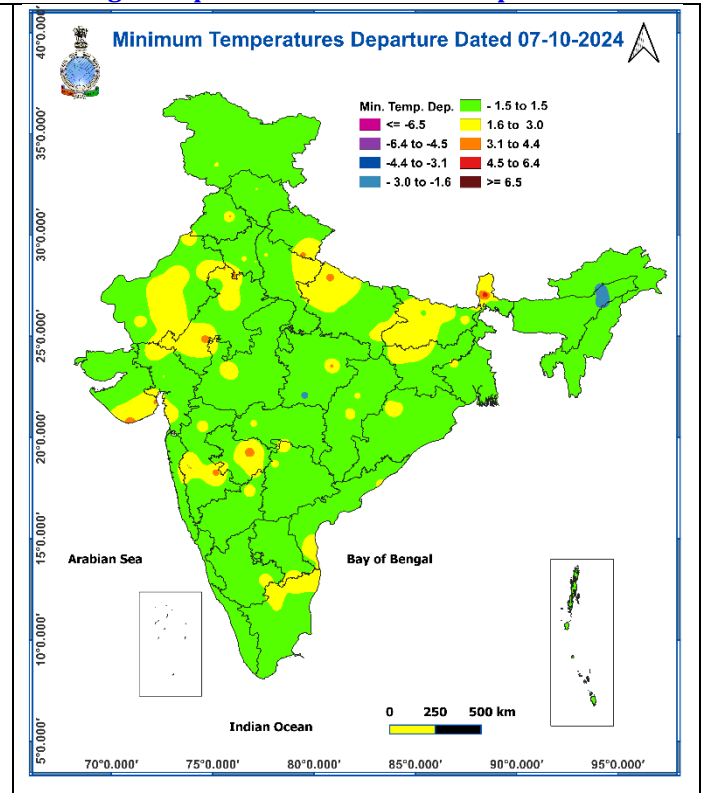 Minimum Temperatures Departure Dated 07-10-2024
Min. Temp. Dep.
<= -6.5
-6.4 to -4.5
-4.4 to -3.1
- 3.0 to -1.6
- 1.5 to 1.5
1.6 to 3.0
3.1 to 4.4
4.5 to 6.4
>= 6.5
40°0.000'
35°0.000'
30°0.000'
25°0.000'
20°0.000'
15°0.000'
10°0.000'
5°0.000'
Arabian Sea
Bay of Bengal
Indian Ocean
0 250 500 km
70°0.000' 75°0.000' 80°0.000' 85°0.000' 90°0.000' 95°0.000'